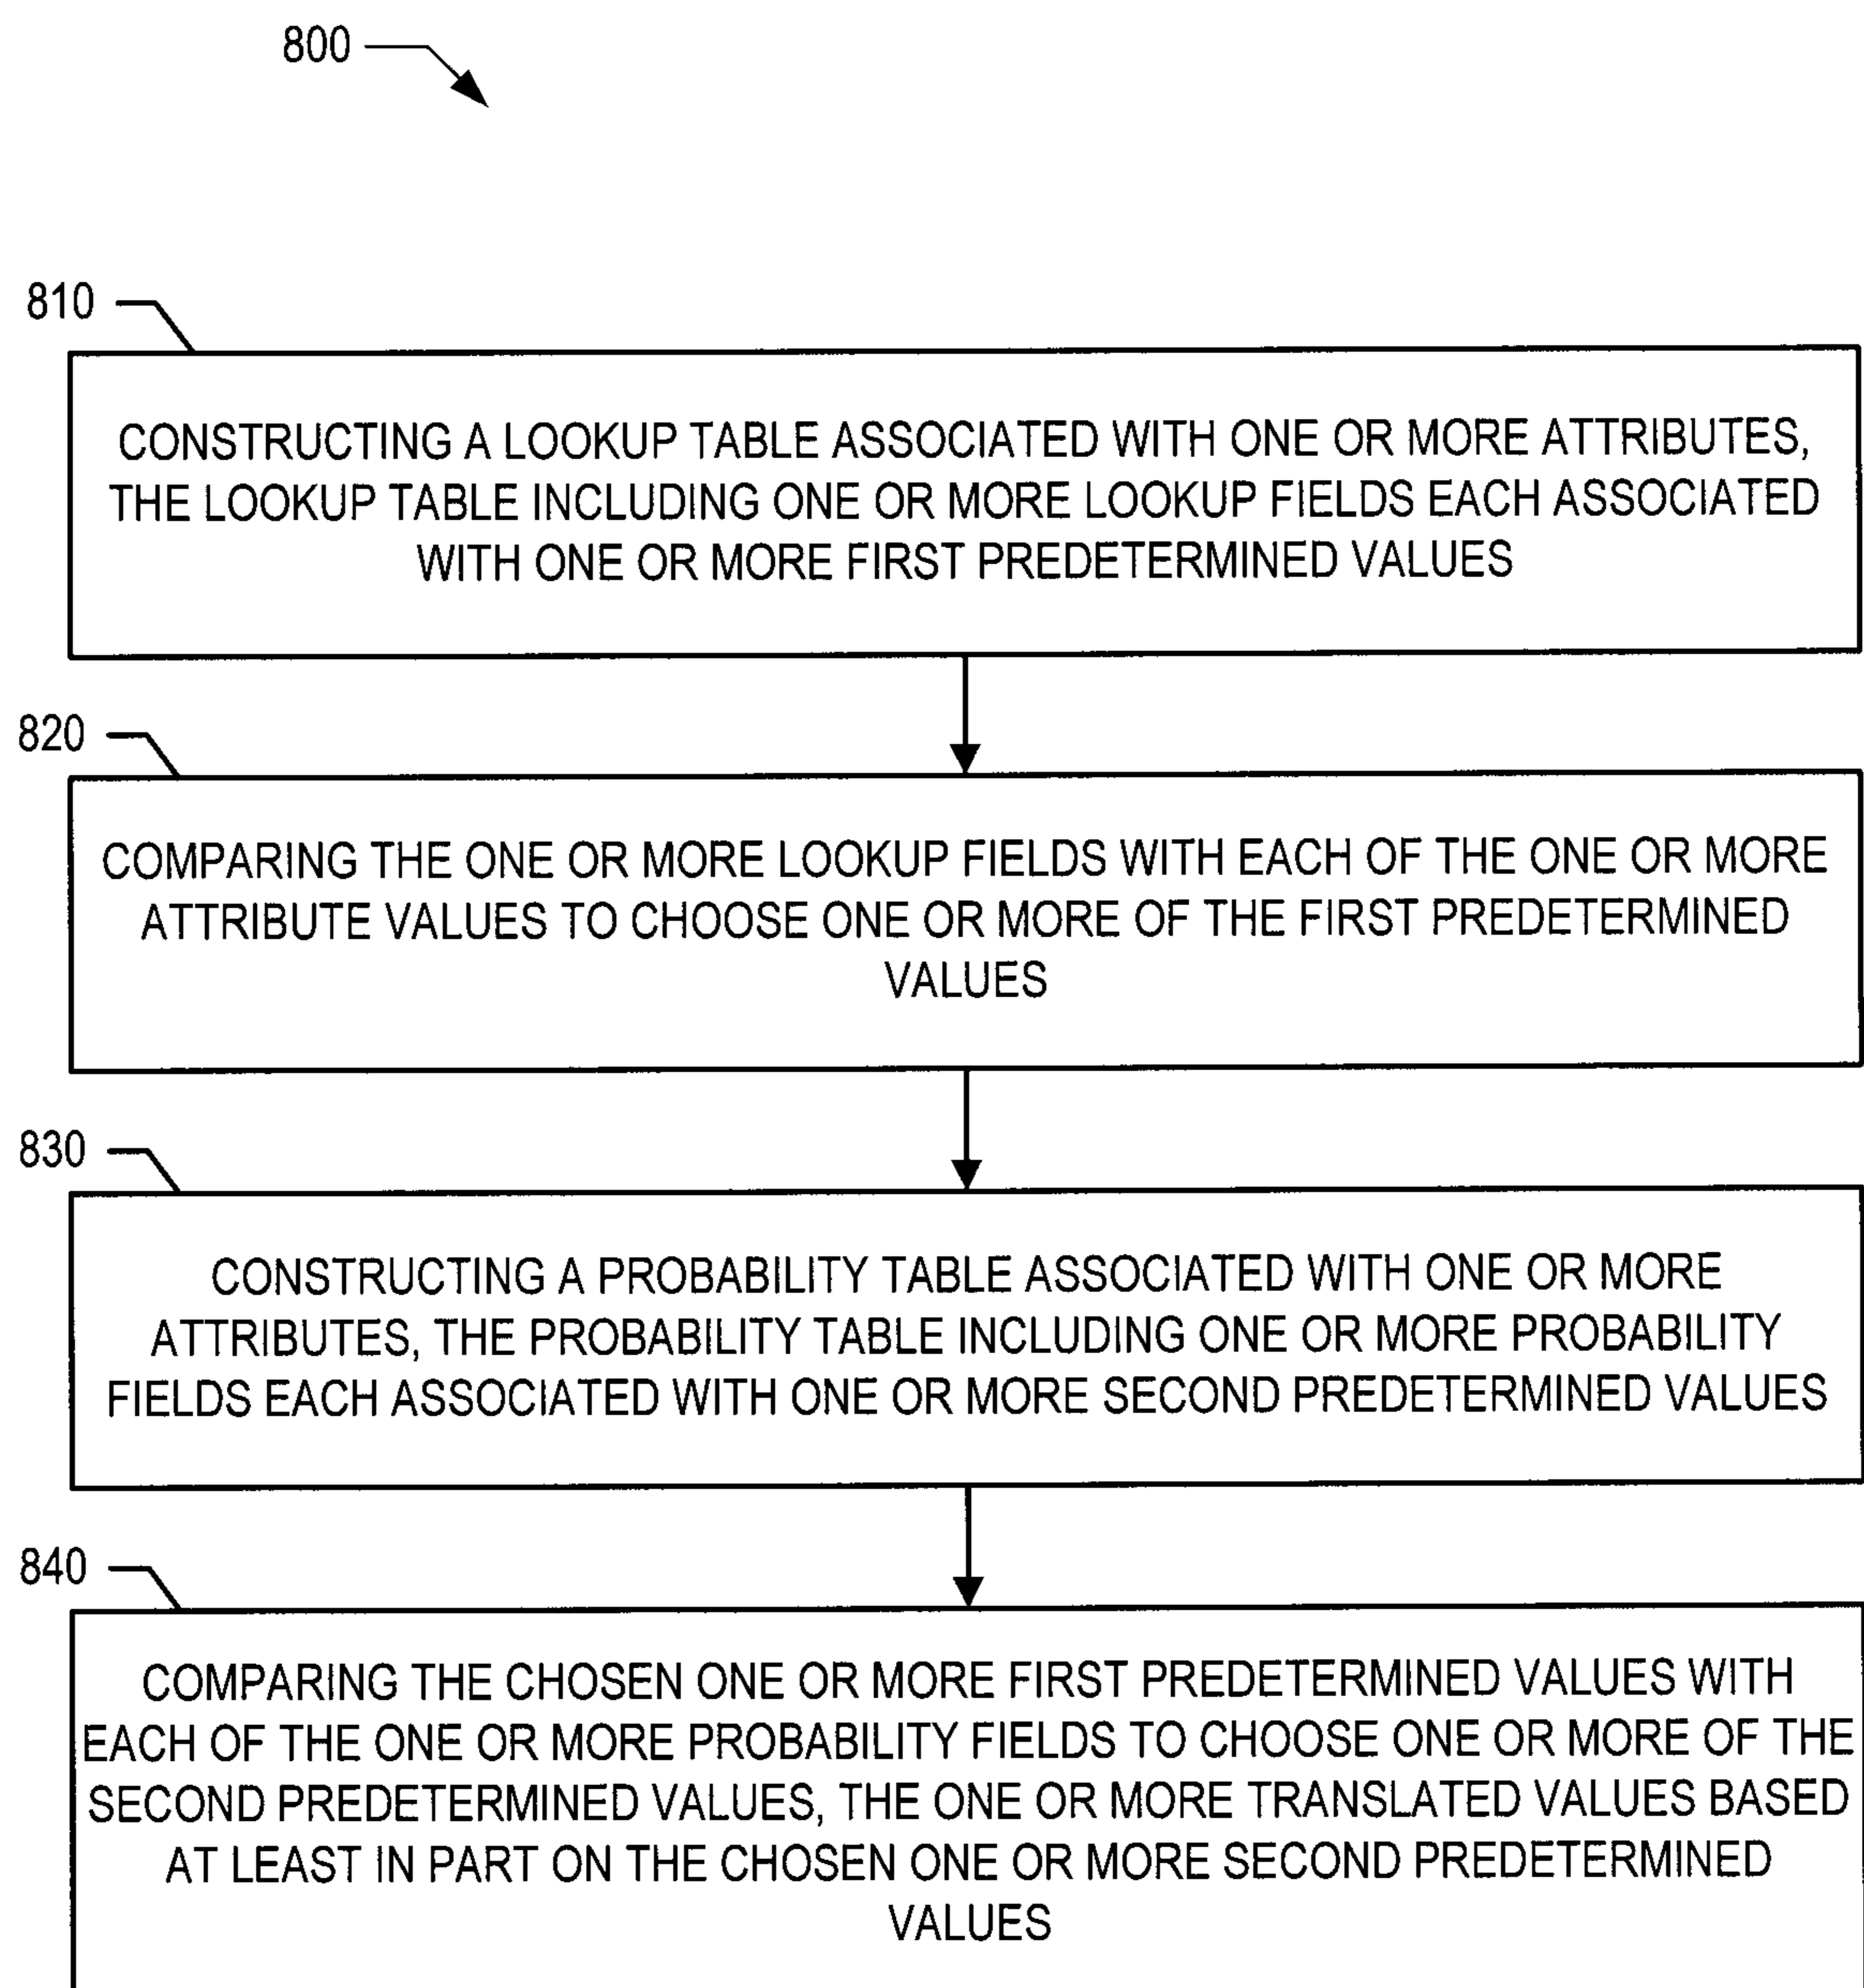 800
810
CONSTRUCTING A LOOKUP TABLE ASSOCIATED WITH ONE OR MORE ATTRIBUTES,
THE LOOKUP TABLE INCLUDING ONE OR MORE LOOKUP FIELDS EACH ASSOCIATED
WITH ONE OR MORE FIRST PREDETERMINED VALUES
820
COMPARING THE ONE OR MORE LOOKUP FIELDS WITH EACH OF THE ONE OR MORE
ATTRIBUTE VALUES TO CHOOSE ONE OR MORE OF THE FIRST PREDETERMINED
VALUES
830
CONSTRUCTING A PROBABILITY TABLE ASSOCIATED WITH ONE OR MORE
ATTRIBUTES, THE PROBABILITY TABLE INCLUDING ONE OR MORE PROBABILITY
FIELDS EACH ASSOCIATED WITH ONE OR MORE SECOND PREDETERMINED VALUES
840
COMPARING THE CHOSEN ONE OR MORE FIRST PREDETERMINED VALUES WITH
EACH OF THE ONE OR MORE PROBABILITY FIELDS TO CHOOSE ONE OR MORE OF THE
SECOND PREDETERMINED VALUES, THE ONE OR MORE TRANSLATED VALUES BASED
AT LEAST IN PART ON THE CHOSEN ONE OR MORE SECOND PREDETERMINED
VALUES